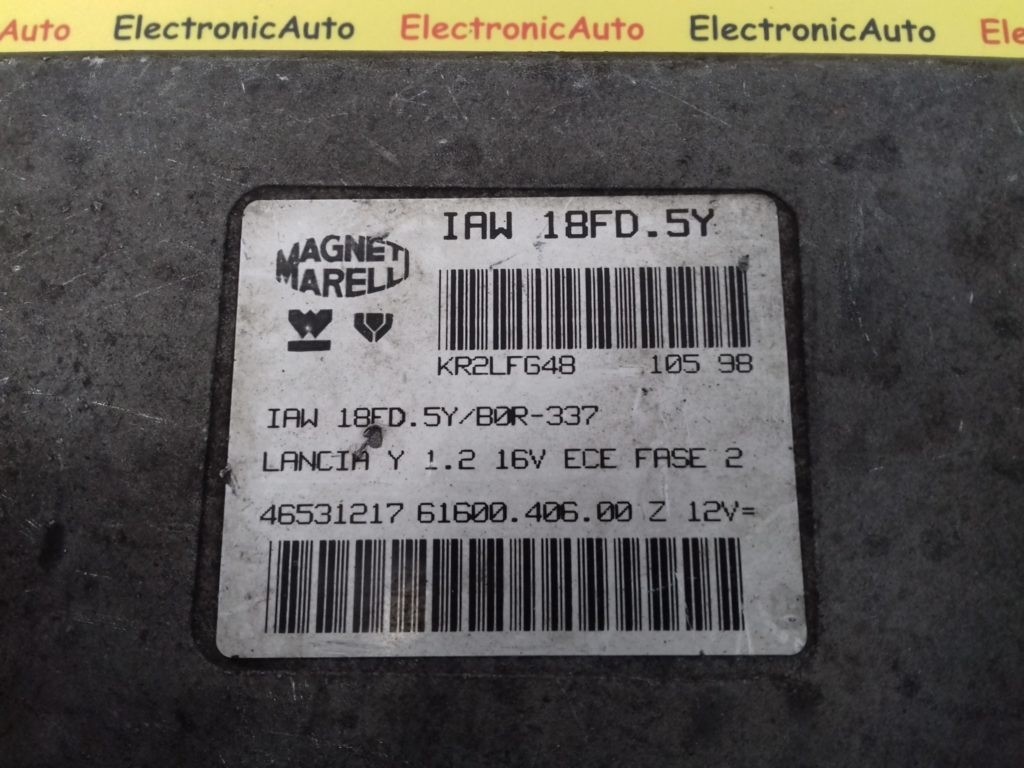 Auto ElectronicAuto ElectronicAuto ElectronicAuto Ele
IAW 18FD.5Y
MAGNETI
MARELLI
KR2LFG48 105 98
IAW 18FD.5Y/B0R-337
LANCIA Y 1.2 16V ECE FASE 2
46531217 61600.406.00 Z 12V=